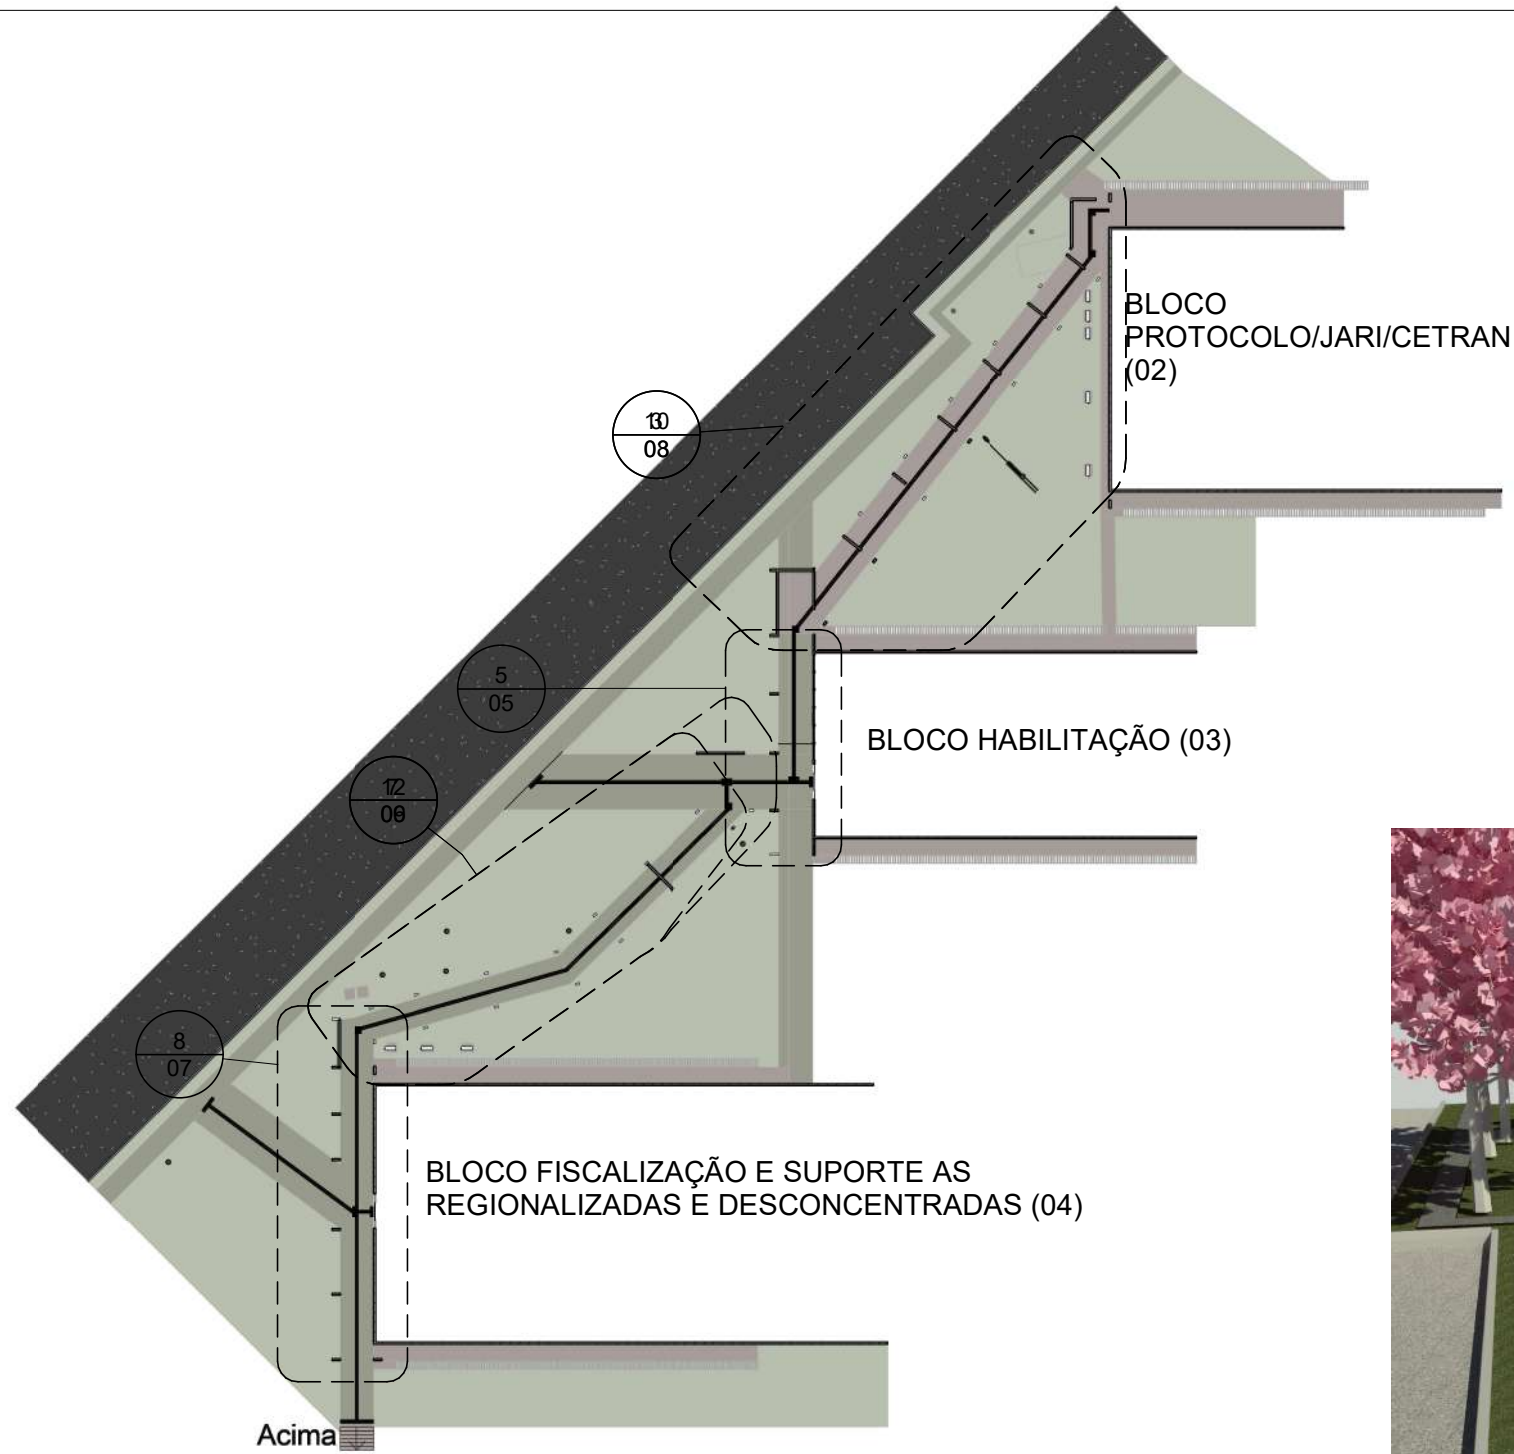 BLOCO
PROTOCOLO/JARI/CETRAN
(02)
08
5
05
BLOCO HABILITAÇÃO (03)
8
07
BLOCO FISCALIZAÇÃO E SUPORTE AS
REGIONALIZADAS E DESCONCENTRADAS (04)
Acima